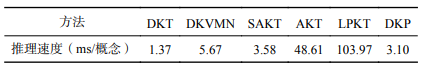 方法 DKT DKVMN SAKT AKT LPKT DKP
推理速度（ms/概念） 1.37 5.67 3.58 48.61 103.97 3.10